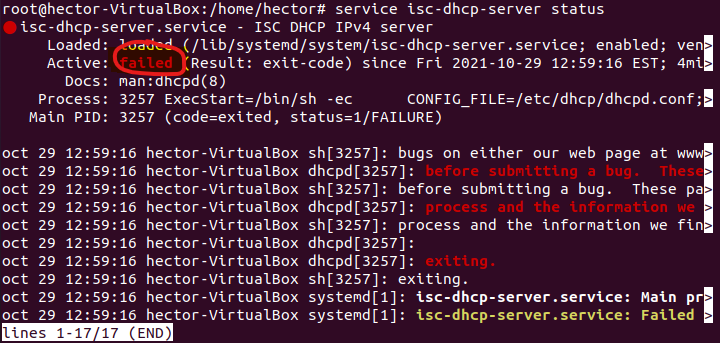 root@hector-VirtualBox:/home/hector# service isc-dhcp-server status
● isc-dhcp-server.service - ISC DHCP IPv4 server
Loaded: loaded (/lib/systemd/system/isc-dhcp-server.service; enabled; ven>
Active: failed (Result: exit-code) since Fri 2021-10-29 12:59:16 EST; 4mi>
Docs: man:dhcpd(8)
Process: 3257 ExecStart=/bin/sh -ec CONFIG_FILE=/etc/dhcp/dhcpd.conf;>
Main PID: 3257 (code=exited, status=1/FAILURE)
oct 29 12:59:16 hector-VirtualBox sh[3257]: bugs on either our web page at www>
oct 29 12:59:16 hector-VirtualBox dhcpd[3257]: before submitting a bug.  These>
oct 29 12:59:16 hector-VirtualBox sh[3257]: before submitting a bug.  These pa>
oct 29 12:59:16 hector-VirtualBox dhcpd[3257]: process and the information we >
oct 29 12:59:16 hector-VirtualBox sh[3257]: process and the information we fin>
oct 29 12:59:16 hector-VirtualBox dhcpd[3257]:
oct 29 12:59:16 hector-VirtualBox dhcpd[3257]: exiting.
oct 29 12:59:16 hector-VirtualBox sh[3257]: exiting.
oct 29 12:59:16 hector-VirtualBox systemd[1]: isc-dhcp-server.service: Main pr>
oct 29 12:59:16 hector-VirtualBox systemd[1]: isc-dhcp-server.service: Failed >
lines 1-17/17 (END)